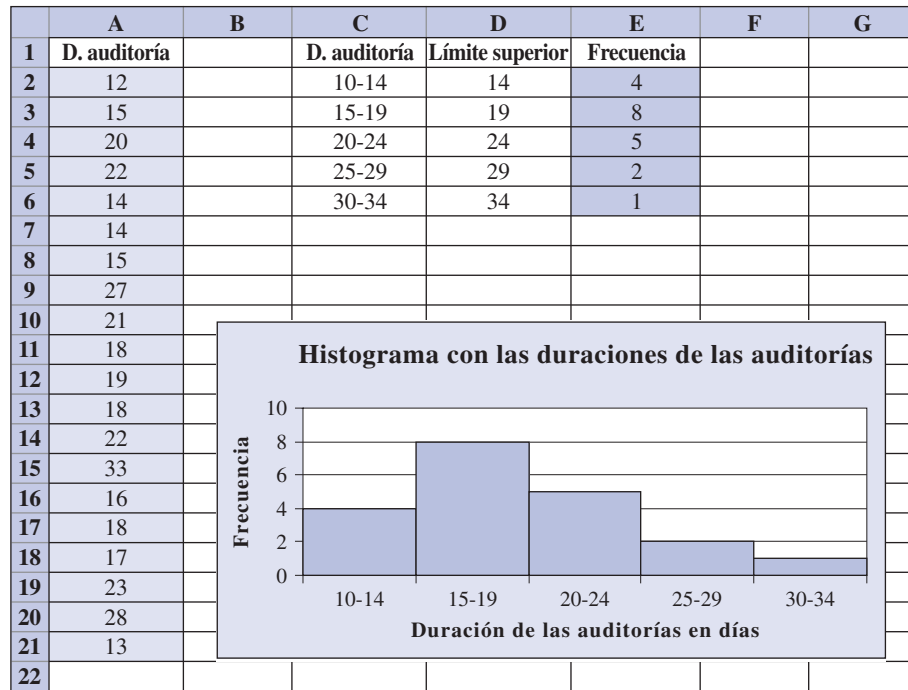 A B C D E F G
1 D. auditoría D. auditoría Límite superior Frecuencia
2 12 10-14 14 4
3 15 15-19 19 8
4 20 20-24 24 5
5 22 25-29 29 2
6 14 30-34 34 1
7 14
8 15
9 27
10 21
11 18
12 19
13 18
14 22
15 33
16 16
17 18
18 17
19 23
20 28
21 13
22
Histograma con las duraciones de las auditorías
Frecuencia
10
8
6
4
2
0
10-14 15-19 20-24 25-29 30-34
Duración de las auditorías en días